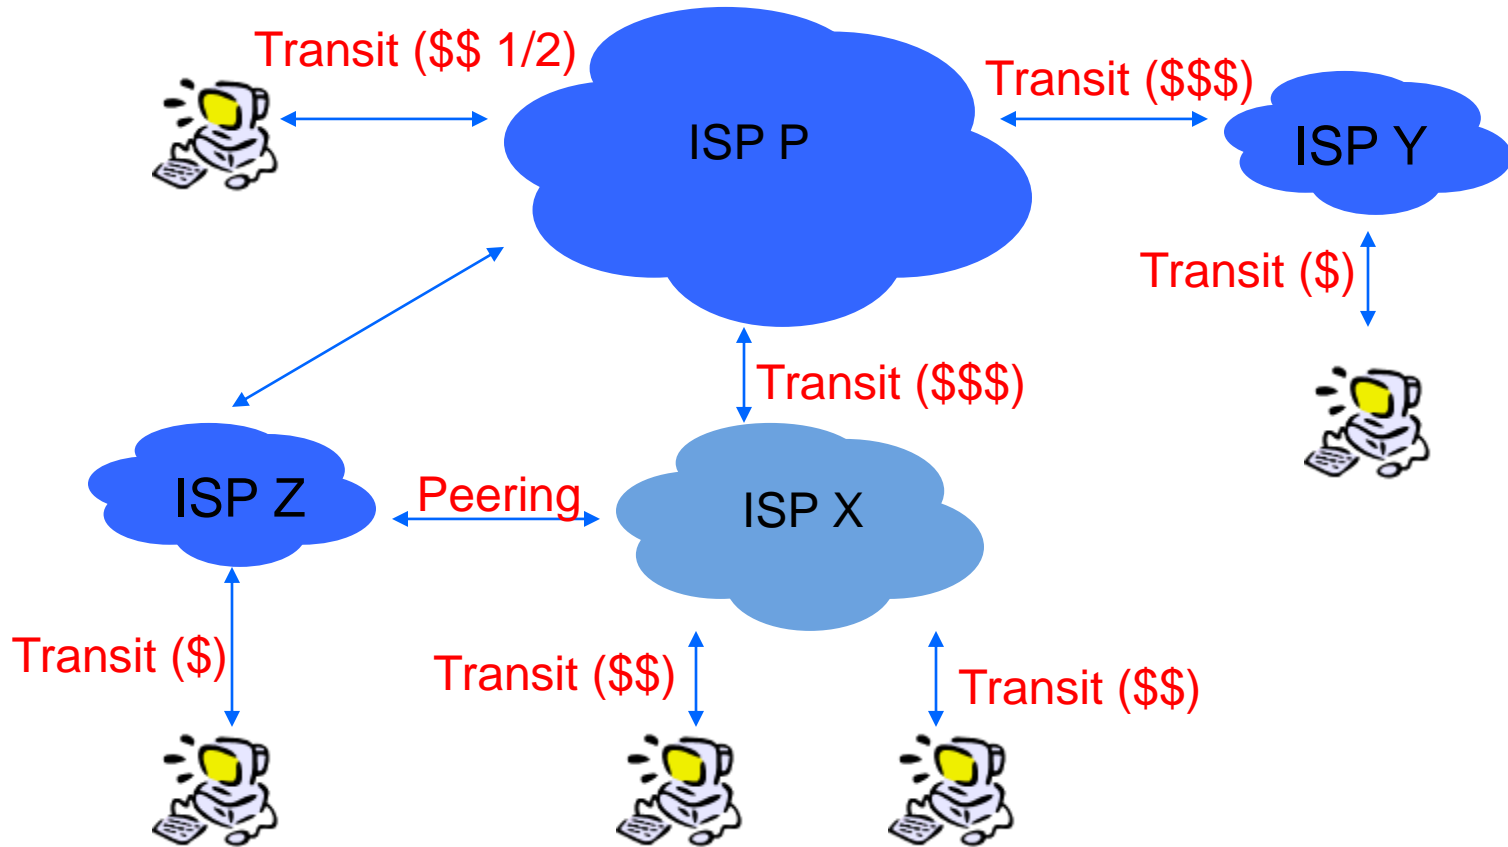 Transit ($$ 1/2)
Transit ($$$)
ISP P
ISP Y
Transit ($)
Transit ($$$)
ISP Z
Peering
ISP X
Transit ($)
Transit ($$)
Transit ($$)